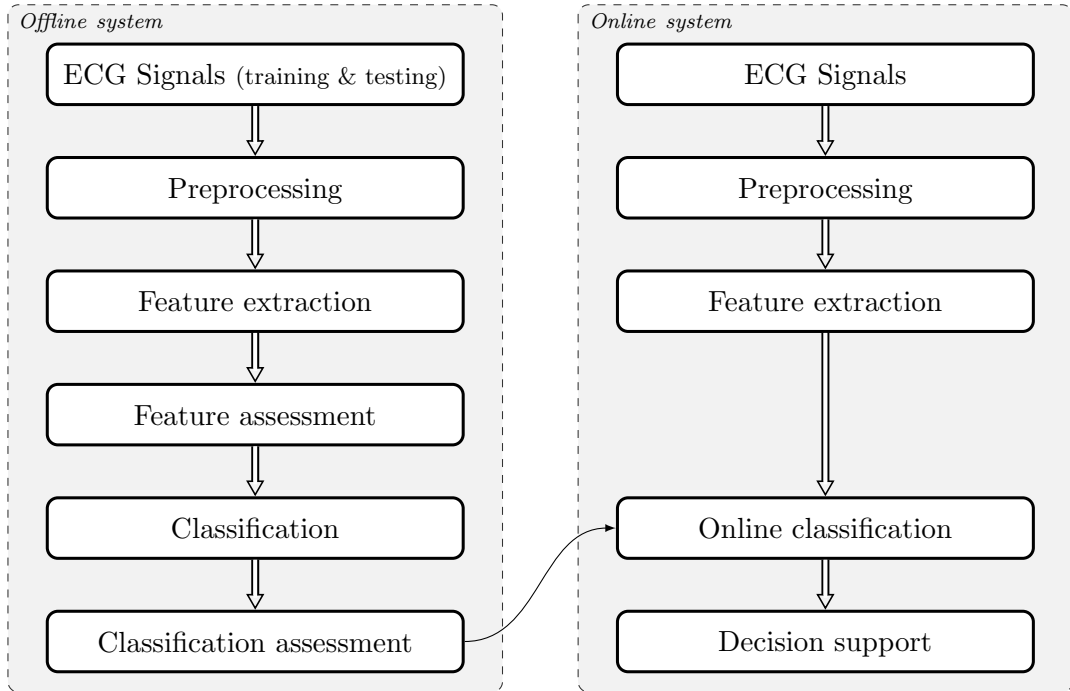 Offline system
ECG Signals (training & testing)
Preprocessing
Feature extraction
Feature assessment
Classification
Classification assessment
Online system
ECG Signals
Preprocessing
Feature extraction
Online classification
Decision support